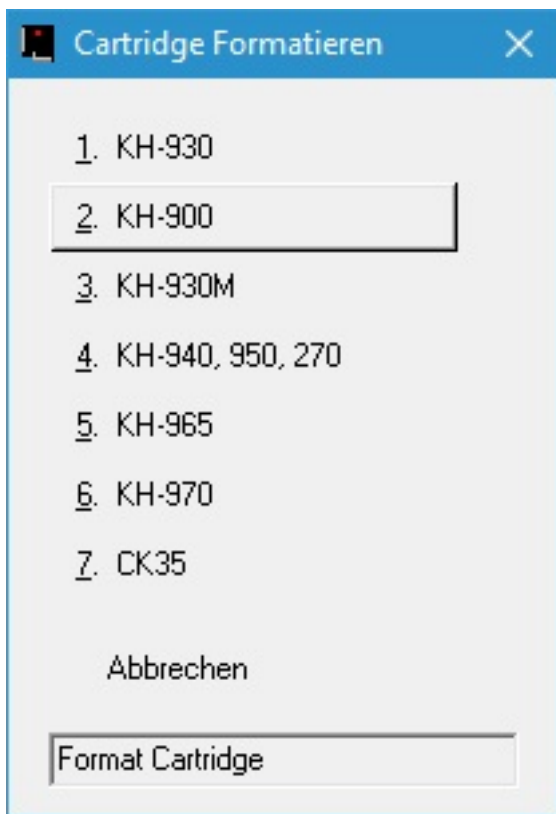 Cartridge Formatieren
1. KH-930
2. KH-900
3. KH-930M
4. KH-940, 950, 270
5. KH-965
6. KH-970
7. CK35
Abbrechen
Format Cartridge